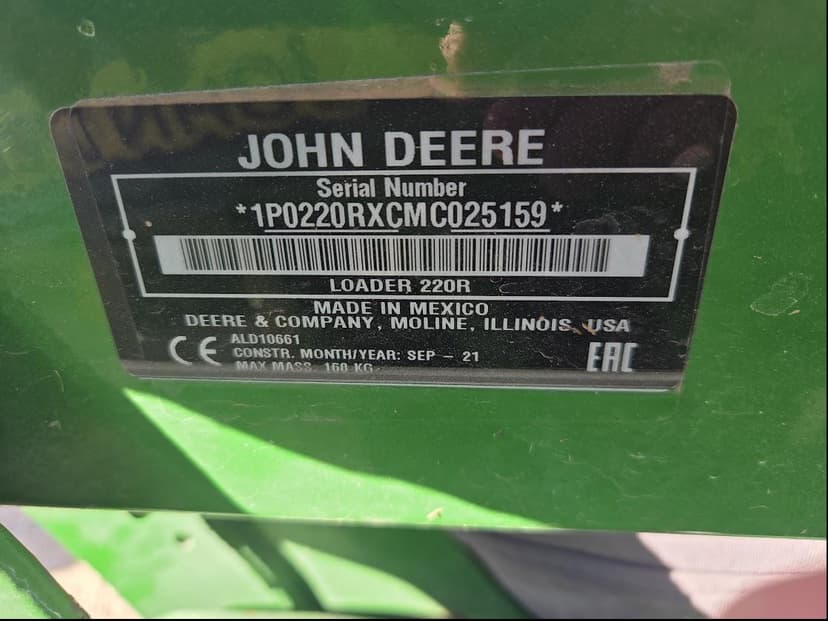 JOHN DEERE
Serial Number
*1P0220RXCMC025159*
LOADER 220R
MADE IN MEXICO
DEERE & COMPANY, MOLINE, ILLINOIS, USA
ALD10661
CE CONSTR. MONTH/YEAR: SEP - 21 EAC
MAX MASS: 160 KG